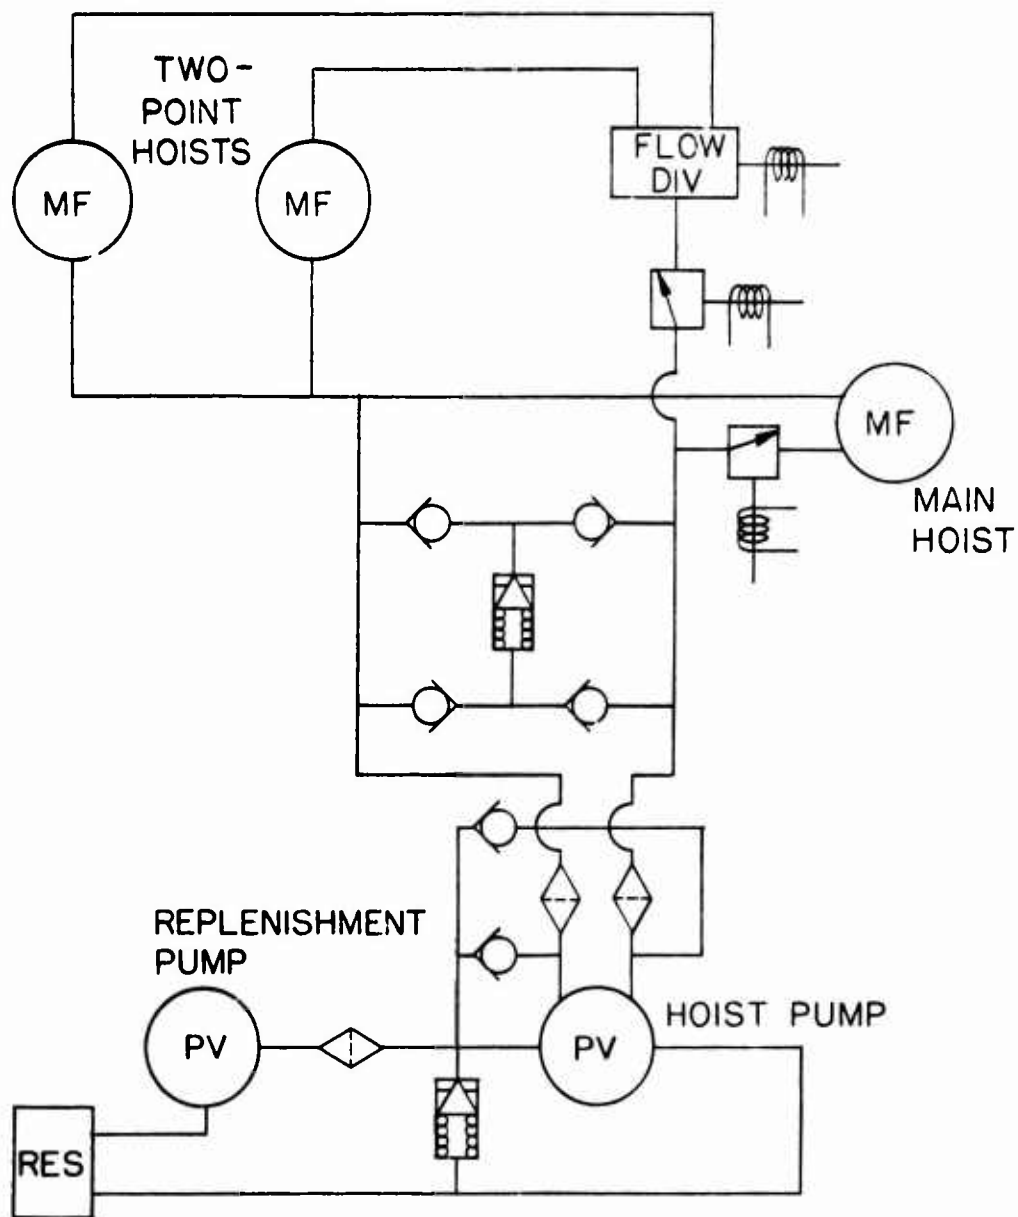 TWO-
POINT
HOISTS
MF
MF
FLOW
DIV
MF
MAIN
HOIST
REPLENISHMENT
PUMP
HOIST PUMP
PV
PV
RES